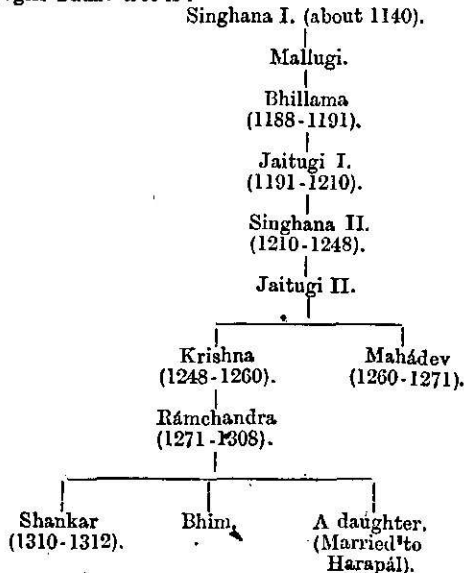 Singhana I. (about 1140).
Mallugi.
Bhillama
(1188-1191).
Jaitugi I.
(1191-1210).
Singhana II.
(1210-1248).
Jaitugi II.
Krishna
(1248-1260).
Mahádev
(1260-1271).
Rámchandra
(1271-1308).
Shankar
(1310-1312).
Bhim.
A daughter.
(Married to
Harapál).